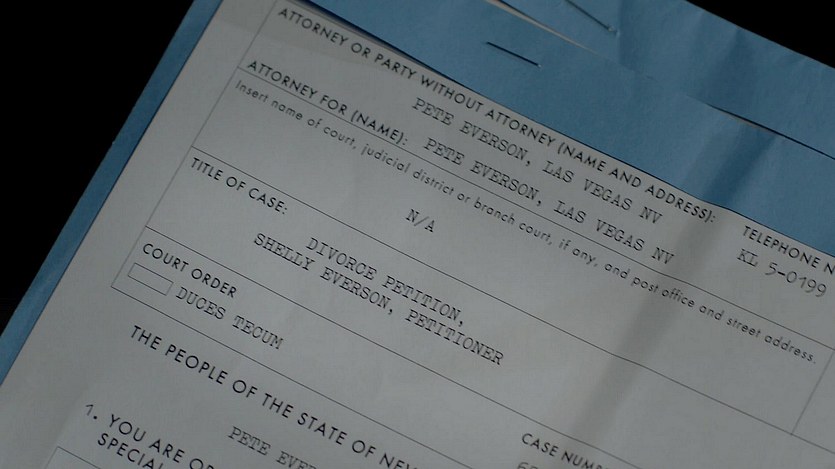 ATTORNEY OR PARTY WITHOUT ATTORNEY (NAME AND ADDRESS):
TELEPHONE N
PETE EVERSON, LAS VEGAS NV
KL 5-0199
ATTORNEY FOR (NAME): PETE EVERSON, LAS VEGAS NV
Insert name of court, judicial district or branch court, if any, and post office and street address.
N/A
TITLE OF CASE:
DIVORCE PETITION,
SHELLY EVERSON, PETITIONER
COURT ORDER
DUCES TECUM
CASE NUM
THE PEOPLE OF THE STATE OF NEV
PETE EVE
1. YOU ARE OR
SPECIAL